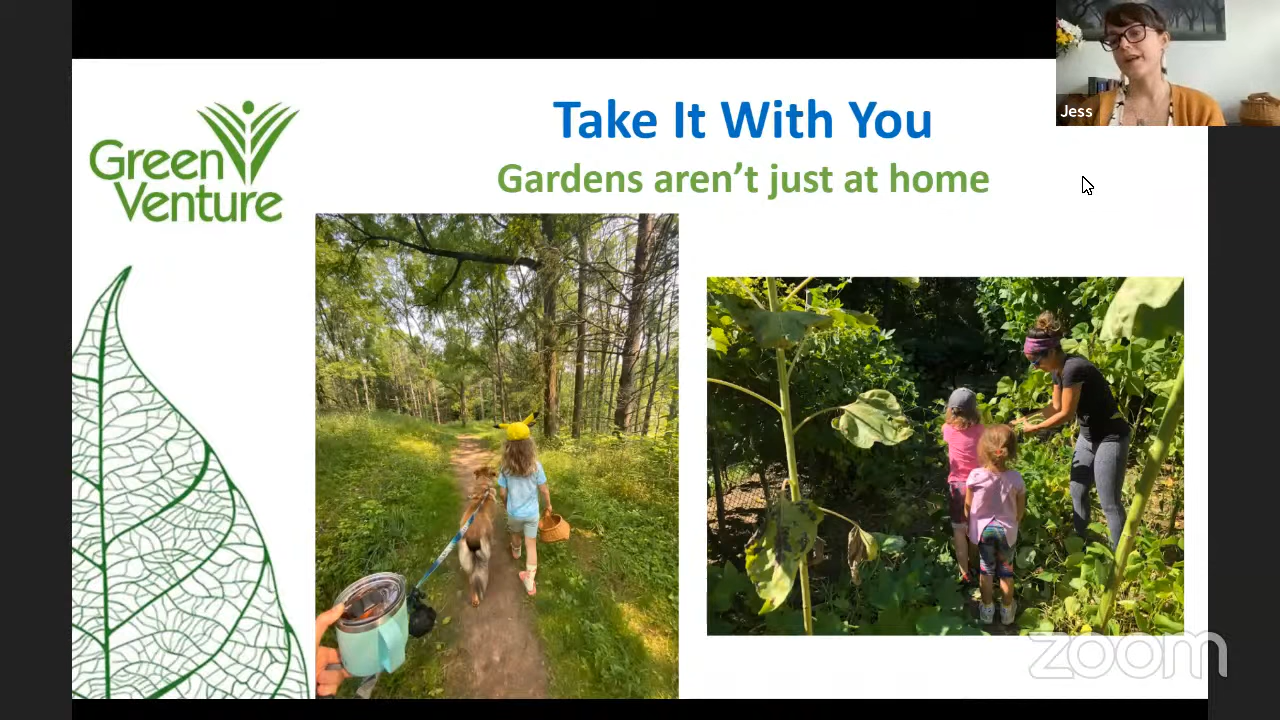 Take It With You
Gardens aren't just at home
Green
Venture
Jess
zoom